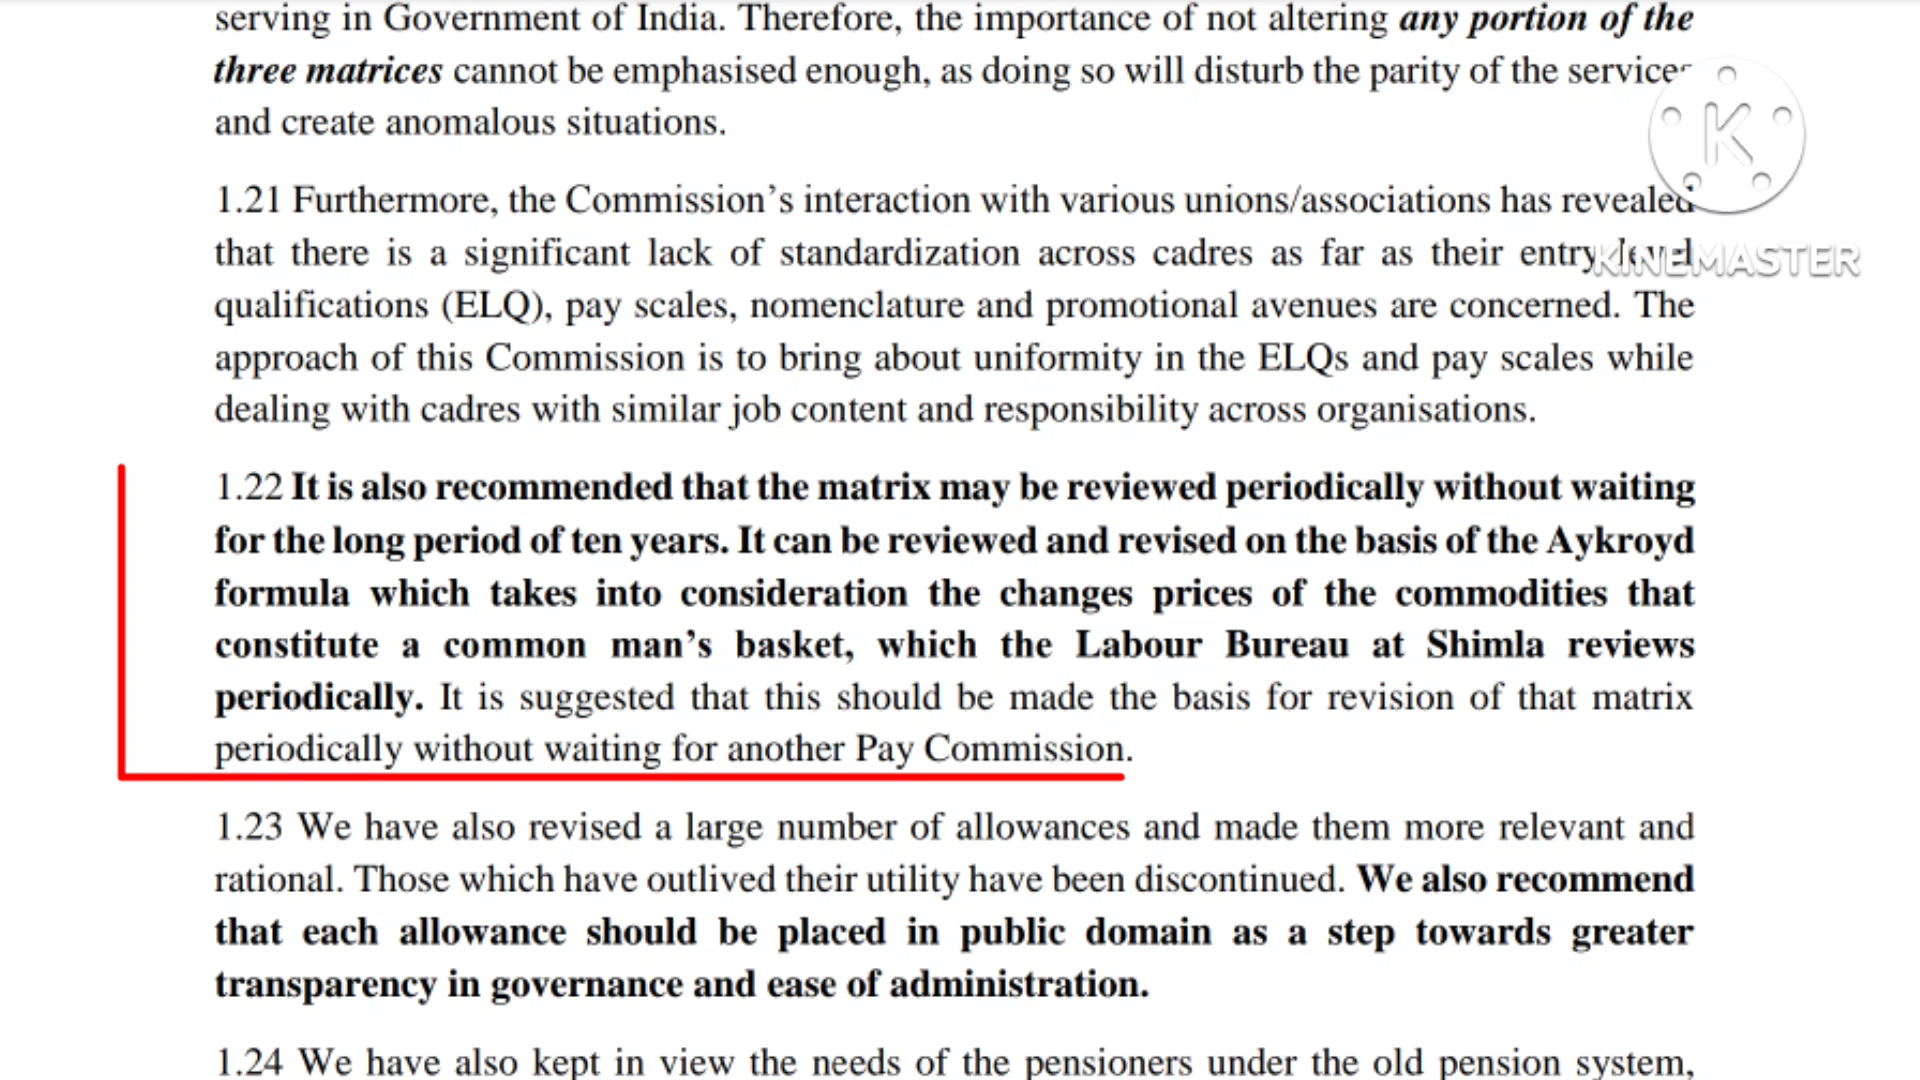 serving in Government of India. Therefore, the importance of not altering any portion of the
three matrices cannot be emphasised enough, as doing so will disturb the parity of the services
and create anomalous situations.
1.21 Furthermore, the Commission’s interaction with various unions/associations has revealed
that there is a significant lack of standardization across cadres as far as their entry level
KINEMASTER
qualifications (ELQ), pay scales, nomenclature and promotional avenues are concerned. The
approach of this Commission is to bring about uniformity in the ELQs and pay scales while
dealing with cadres with similar job content and responsibility across organisations.
1.22 It is also recommended that the matrix may be reviewed periodically without waiting
for the long period of ten years. It can be reviewed and revised on the basis of the Aykroyd
formula which takes into consideration the changes prices of the commodities that
constitute a common man’s basket, which the Labour Bureau at Shimla reviews
periodically. It is suggested that this should be made the basis for revision of that matrix
periodically without waiting for another Pay Commission.
1.23 We have also revised a large number of allowances and made them more relevant and
rational. Those which have outlived their utility have been discontinued. We also recommend
that each allowance should be placed in public domain as a step towards greater
transparency in governance and ease of administration.
1.24 We have also kept in view the needs of the pensioners under the old pension system,